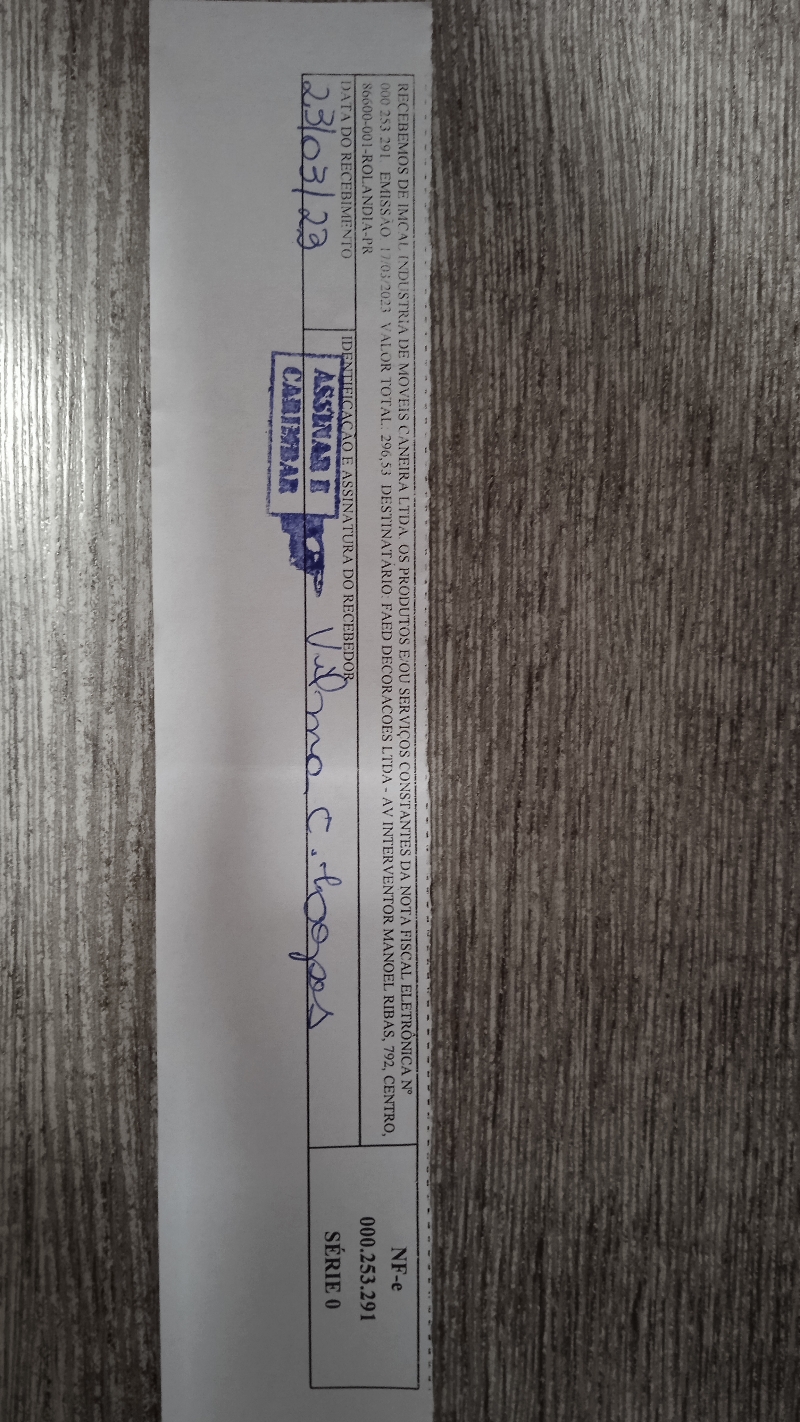 RECEBEMOS DE IMCAL INDUSTRIA DE MOVEIS CANEIRA LTDA. OS PRODUTOS E/OU SERVIÇOS CONSTANTES DA NOTA FISCAL ELETRÔNICA Nº
000 253 291 EMISSÃO 17/03/2023 VALOR TOTAL: 296,53 DESTINATÁRIO: FAED DECORACOES LTDA - AV INTERVENTOR MANOEL RIBAS, 792, CENTRO,
86600-001-ROLANDIA-PR
DATA DO RECEBIMENTO
23/03/23
IDENTIFICAÇÃO E ASSINATURA DO RECEBEDOR
ASSINAR E
CARIMBAR
Vilma C. Lopes
NF-e
000.253.291
SÉRIE 0